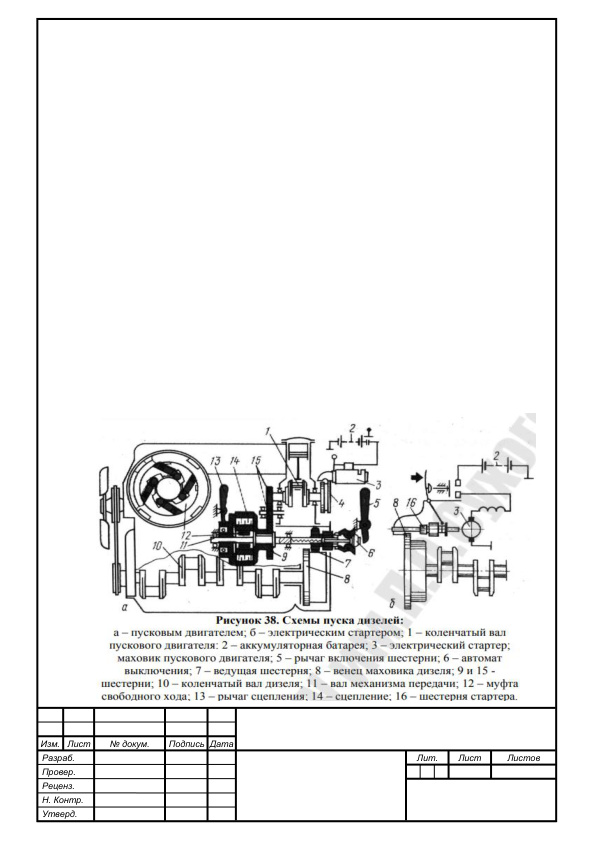 1
2
13
14
15
3
4
5
12
11
10
9
7
6
8
а
2
8
16
3
б
Рисунок 38. Схемы пуска дизелей:
а – пусковым двигателем; б – электрическим стартером; 1 – коленчатый вал
пускового двигателя: 2 – аккумуляторная батарея; 3 – электрический стартер;
маховик пускового двигателя; 5 – рычаг включения шестерни; 6 – автомат
выключения; 7 – ведущая шестерня; 8 – венец маховика дизеля; 9 и 15 -
шестерни; 10 – коленчатый вал дизеля; 11 – вал механизма передачи; 12 – муфта
свободного хода; 13 – рычаг сцепления; 14 – сцепление; 16 – шестерня стартера.
Изм. Лист № докум. Подпись Дата
Разраб.
Провер.
Реценз.
Н. Контр.
Утверд.
Лит. Лист Листов